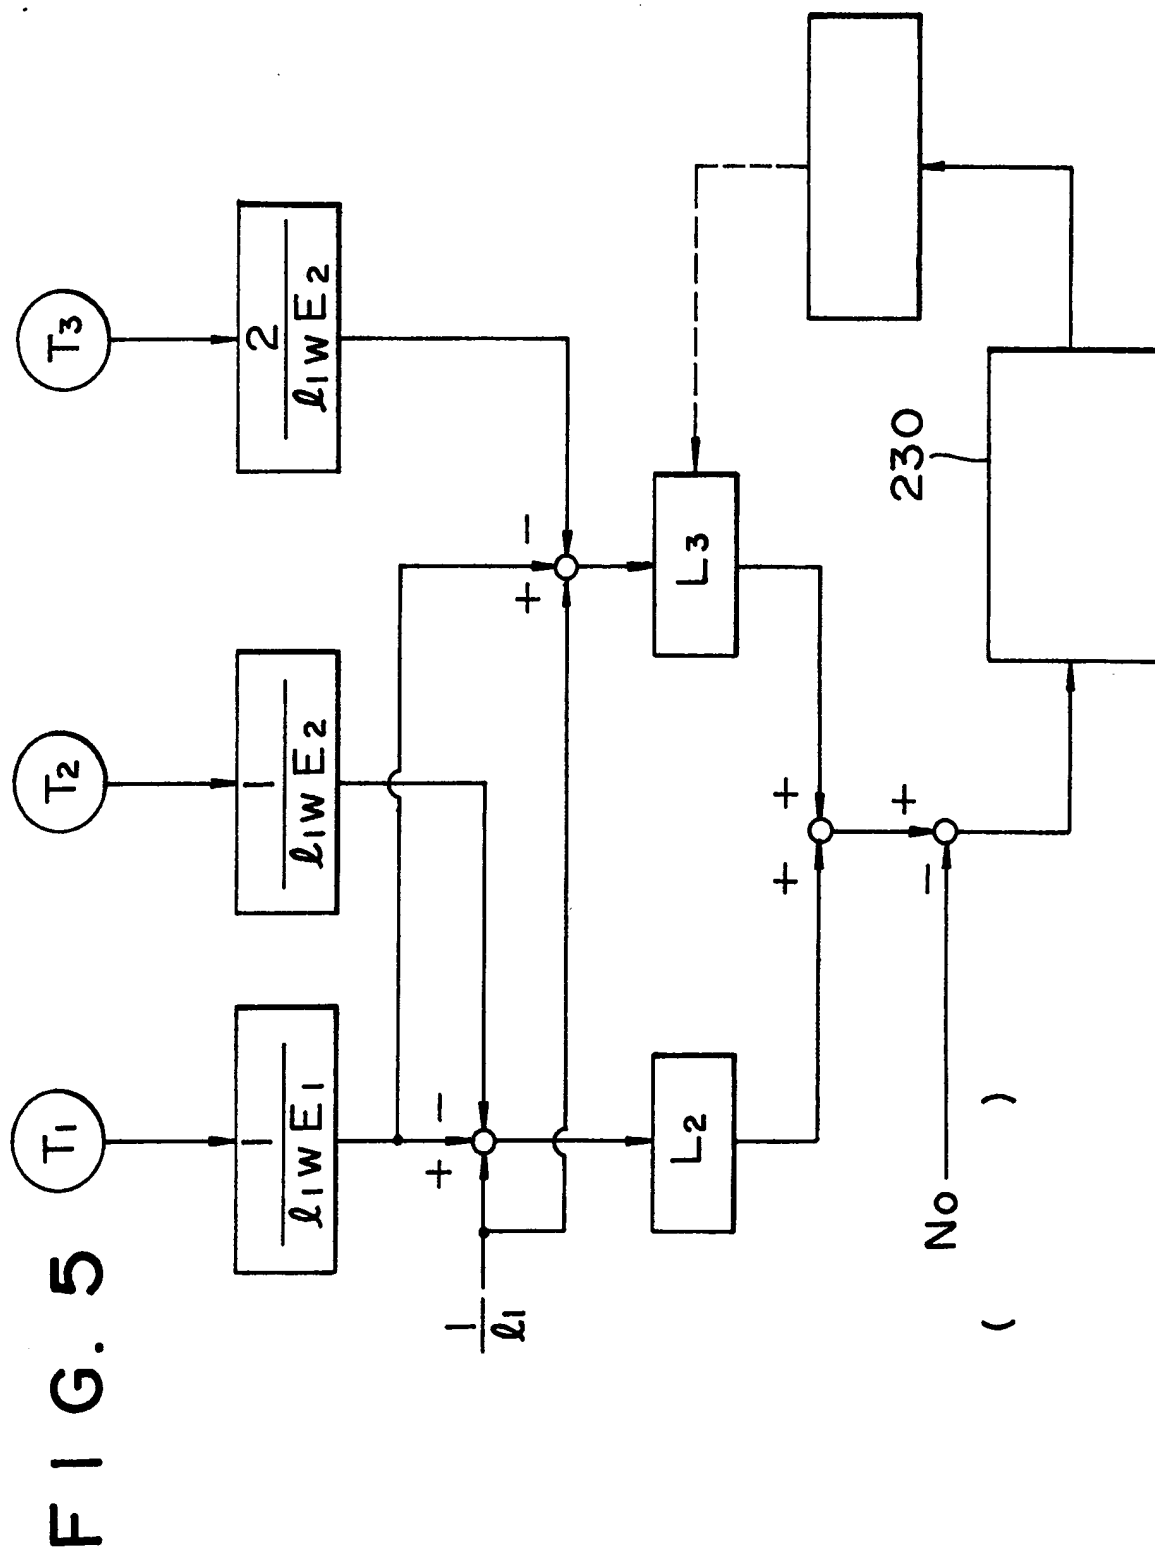 FIG. 5
T1
T2
T3
1
ℓ1WE1
1
ℓ1WE2
2
ℓ1WE2
1
ℓ1
+ −
+ −
L2
L3
+ +
− +
No
( )
230